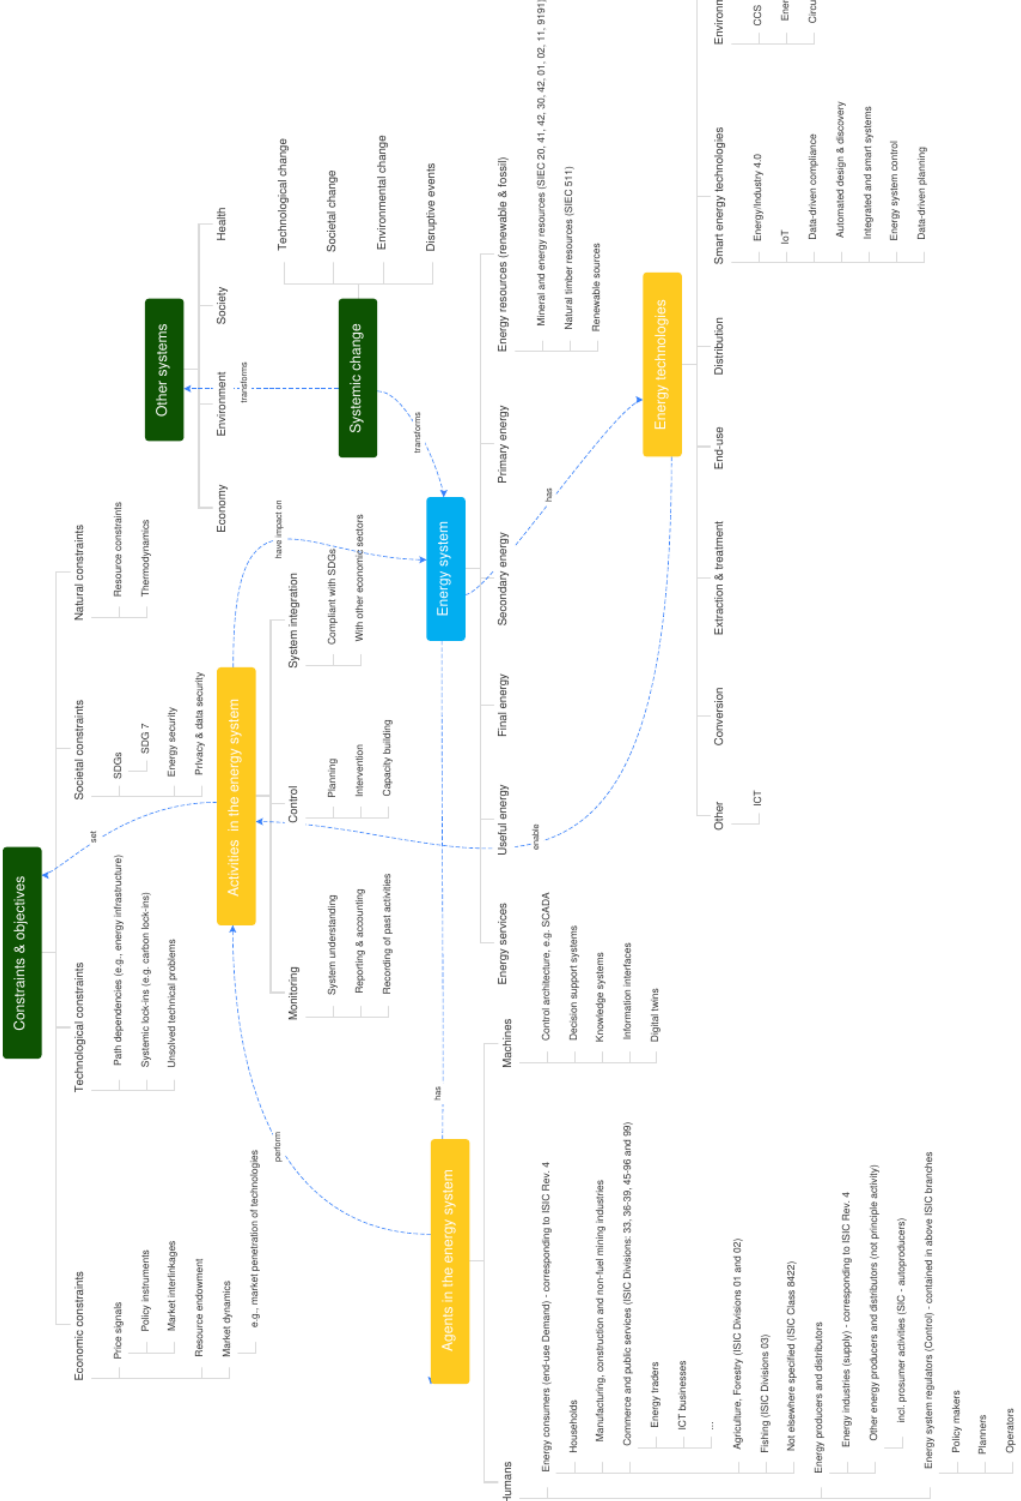 Constraints & objectives
Economic constraints
Price signals
Policy instruments
Market interlinkages
Resource endowment
Market dynamics
e.g., market penetration of technologies
Technological constraints
Path dependencies (e.g., energy infrastructure)
Systemic lock-ins (e.g. carbon lock-ins)
Unsolved technical problems
Societal constraints
SDGs
SDG 7
Energy security
Privacy & data security
Natural constraints
Resource constraints
Thermodynamics
set
Other systems
Economy
Environment
Society
Health
transforms
Activities in the energy system
Monitoring
System understanding
Reporting & accounting
Recording of past activities
Control
Planning
Intervention
Capacity building
System integration
Compliant with SDGs
With other economic sectors
have impact on
perform
Systemic change
Technological change
Societal change
Environmental change
Disruptive events
transforms
Agents in the energy system
has
Humans
Energy consumers (end-use Demand) - corresponding to ISIC Rev. 4
Households
Manufacturing, construction and non-fuel mining industries
Commerce and public services (ISIC Divisions: 33, 36-39, 45-96 and 99)
Energy traders
ICT businesses
...
Agriculture, Forestry (ISIC Divisions 01 and 02)
Fishing (ISIC Divisions 03)
Not elsewhere specified (ISIC Class 8422)
Energy producers and distributors
Energy industries (supply) - corresponding to ISIC Rev. 4
Other energy producers and distributors (not principle activity)
incl. prosumer activities (SIC - autoproducers)
Energy system regulators (Control) - contained in above ISIC branches
Policy makers
Planners
Operators
Machines
Control architecture, e.g. SCADA
Decision support systems
Knowledge systems
Information interfaces
Digital twins
Energy system
Energy services
Useful energy
Final energy
Secondary energy
Primary energy
Energy resources (renewable & fossil)
Mineral and energy resources (SIEC 20, 41, 42, 30, 42, 01, 02, 11, 9191)
Natural timber resources (SIEC 511)
Renewable sources
has
enable
Energy technologies
Other
ICT
Conversion
Extraction & treatment
End-use
Distribution
Smart energy technologies
Energy/Industry 4.0
IoT
Data-driven compliance
Automated design & discovery
Integrated and smart systems
Energy system control
Data-driven planning
Environm
CCS
Ener
Circu